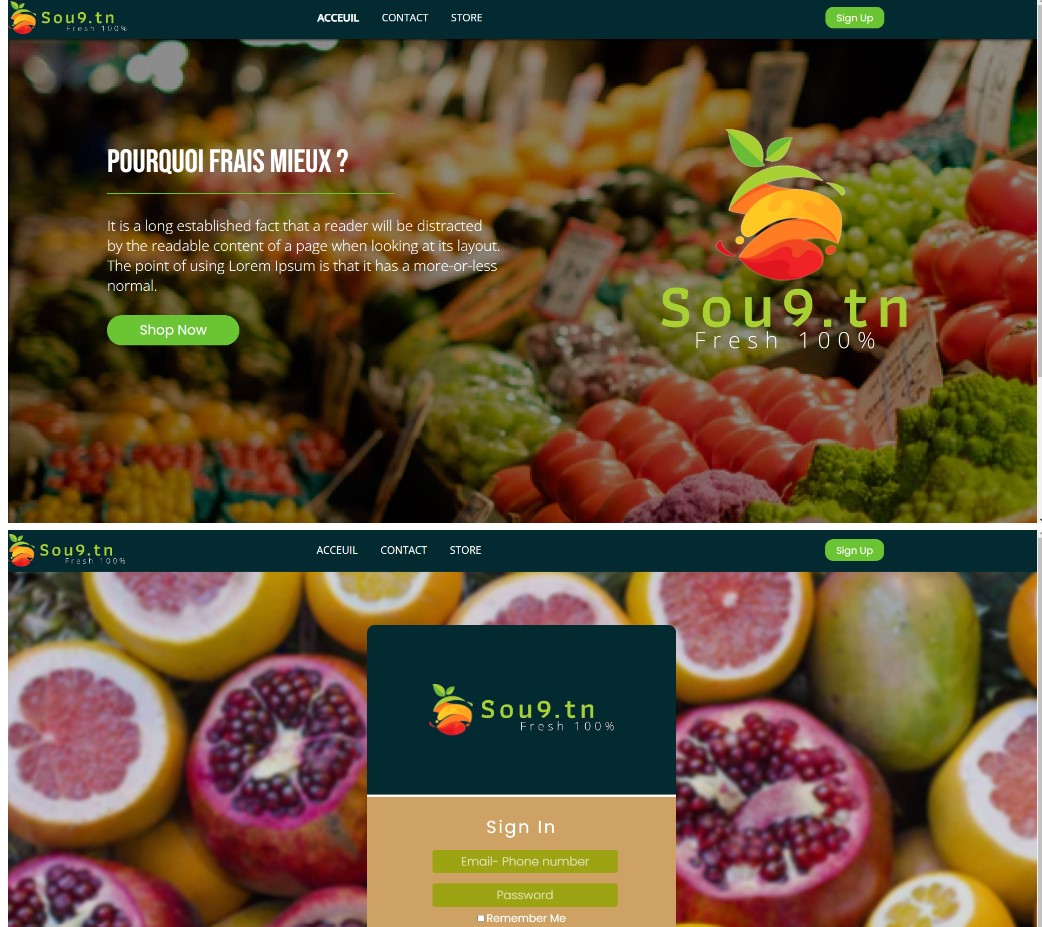 Sou9.tn
Fresh 100%
ACCEUIL CONTACT STORE
Sign Up
POURQUOI FRAIS MIEUX ?
It is a long established fact that a reader will be distracted
by the readable content of a page when looking at its layout.
The point of using Lorem Ipsum is that it has a more-or-less
normal.
Shop Now
Sou9.tn
Fresh 100%
Sou9.tn
Fresh 100%
ACCEUIL CONTACT STORE
Sign Up
Sou9.tn
Fresh 100%
Sign In
Email- Phone number
Password
Remember Me